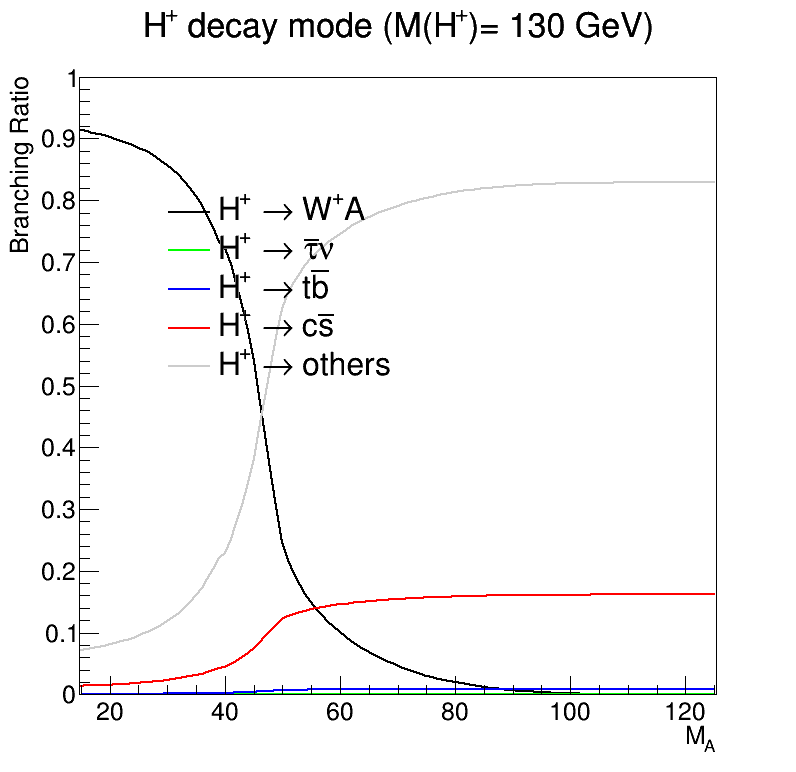 H⁺ decay mode (M(H⁺)= 130 GeV)
Branching Ratio
1
0.9
0.8
0.7
0.6
0.5
0.4
0.3
0.2
0.1
0
H⁺ → W⁺A
H⁺ → τ̅ν
H⁺ → tb̅
H⁺ → cs̅
H⁺ → others
20 40 60 80 100 120
M_A